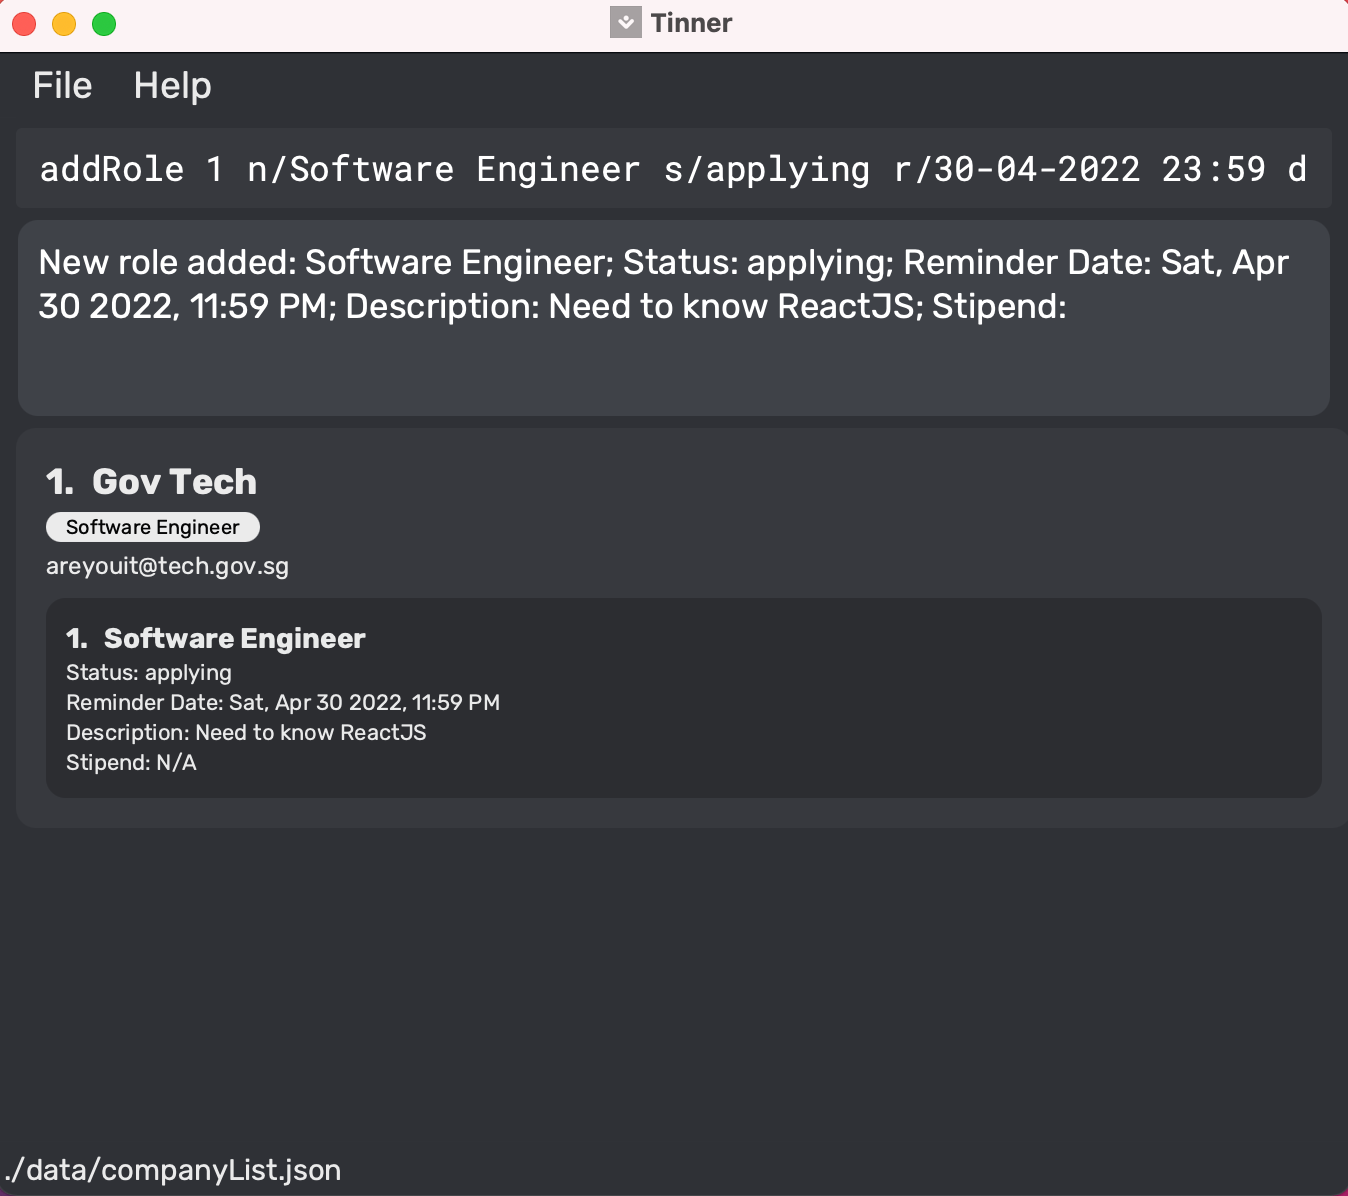 Tinner
File Help
addRole 1 n/Software Engineer s/applying r/30-04-2022 23:59 d
New role added: Software Engineer; Status: applying; Reminder Date: Sat, Apr
30 2022, 11:59 PM; Description: Need to know ReactJS; Stipend:
1. Gov Tech
Software Engineer
areyouit@tech.gov.sg
1. Software Engineer
Status: applying
Reminder Date: Sat, Apr 30 2022, 11:59 PM
Description: Need to know ReactJS
Stipend: N/A
./data/companyList.json